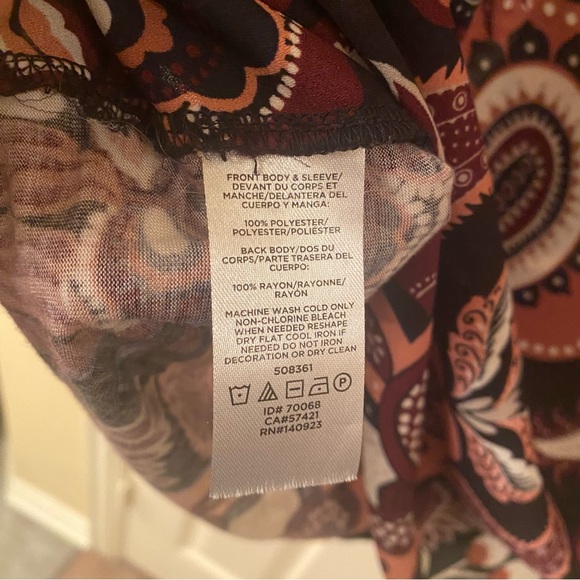 FRONT BODY & SLEEVE/
DEVANT DU CORPS ET
MANCHE/DELANTERA DEL
CUERPO Y MANGA:
100% POLYESTER/
POLYESTER/POLIÉSTER
BACK BODY/DOS DU
CORPS/PARTE TRASERA DEL
CUERPO:
100% RAYON/RAYONNE/
RAYÓN
MACHINE WASH COLD ONLY
NON-CHLORINE BLEACH
WHEN NEEDED RESHAPE
DRY FLAT COOL IRON IF
NEEDED DO NOT IRON
DECORATION OR DRY CLEAN
508361
P
ID# 70068
CA#57421
RN#140923